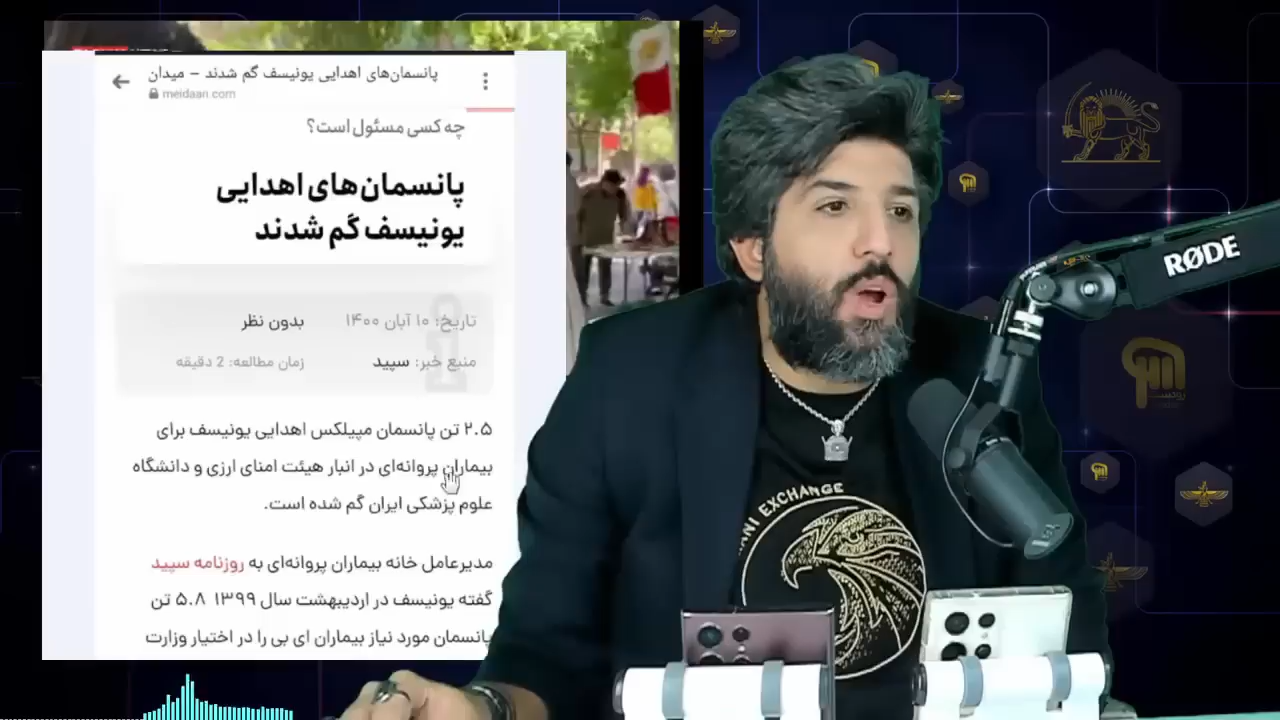 پانسمان‌های اهدایی یونیسف گم شدند – میدان
meidaan.com
چه کسی مسئول است؟
پانسمان‌های اهدایی
یونیسف گم شدند
تاریخ: ۱۰ آبان ۱۴۰۰
بدون نظر
منبع خبر: سپید
زمان مطالعه: 2 دقیقه
۲.۵ تن پانسمان مپیلکس اهدایی یونیسف برای
بیماران پروانه‌ای در انبار هیئت امنای ارزی و دانشگاه
علوم پزشکی ایران گم شده است.
مدیرعامل خانه بیماران پروانه‌ای به روزنامه سپید
گفته یونیسف در اردیبهشت سال ۱۳۹۹ ۵.۸ تن
پانسمان مورد نیاز بیماران ای بی را در اختیار وزارت
RØDE
ANI EXCHANGE